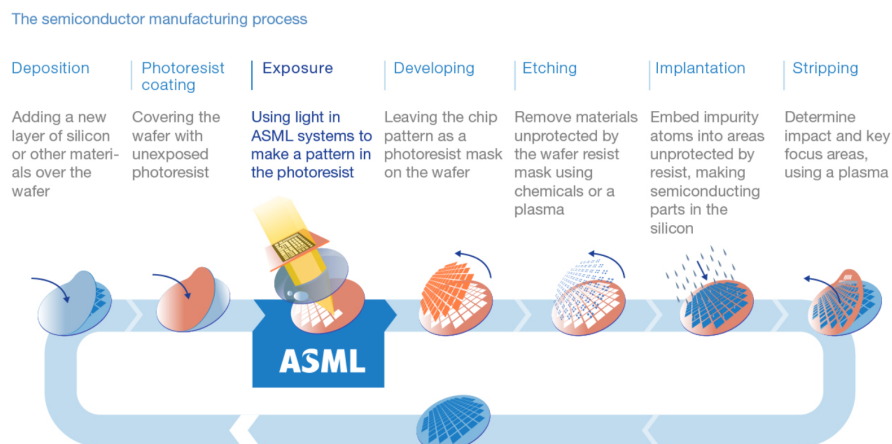 The semiconductor manufacturing process
Deposition
Adding a new
layer of silicon
or other materi-
als over the
wafer
Photoresist
coating
Covering the
wafer with
unexposed
photoresist
Exposure
Using light in
ASML systems to
make a pattern in
the photoresist
Developing
Leaving the chip
pattern as a
photoresist mask
on the wafer
Etching
Remove materials
unprotected by
the wafer resist
mask using
chemicals or a
plasma
Implantation
Embed impurity
atoms into areas
unprotected by
resist, making
semiconducting
parts in the
silicon
Stripping
Determine
impact and key
focus areas,
using a plasma
ASML